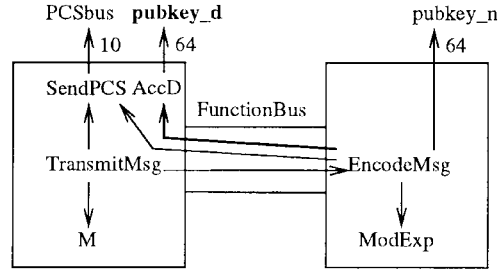 PCSbus pubkey_d pubkey_n
10 64 64
SendPCS AccD
FunctionBus
TransmitMsg EncodeMsg
M ModExp